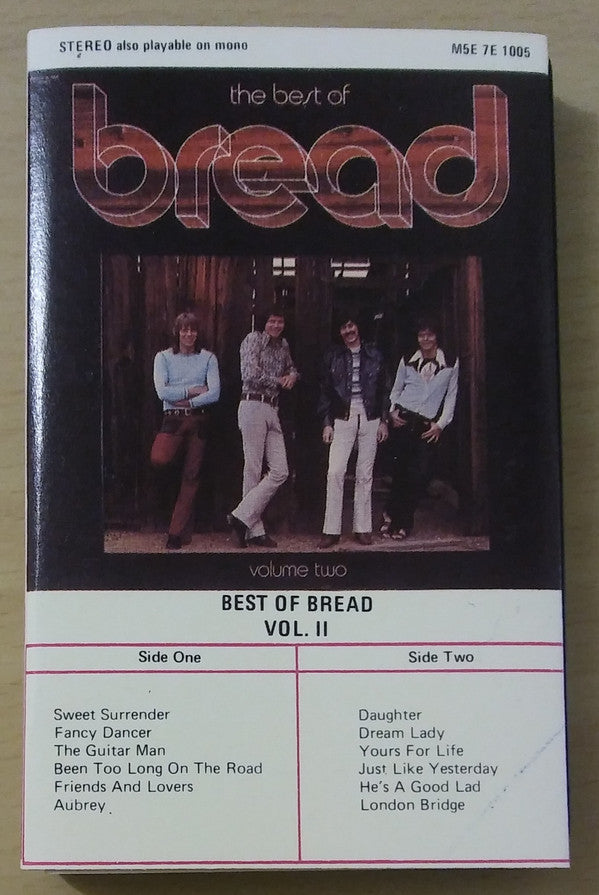 STEREO also playable on mono
M5E 7E 1005
the best of
bread
volume two
BEST OF BREAD
VOL. II
Side One
Sweet Surrender
Fancy Dancer
The Guitar Man
Been Too Long On The Road
Friends And Lovers
Aubrey
Side Two
Daughter
Dream Lady
Yours For Life
Just Like Yesterday
He's A Good Lad
London Bridge